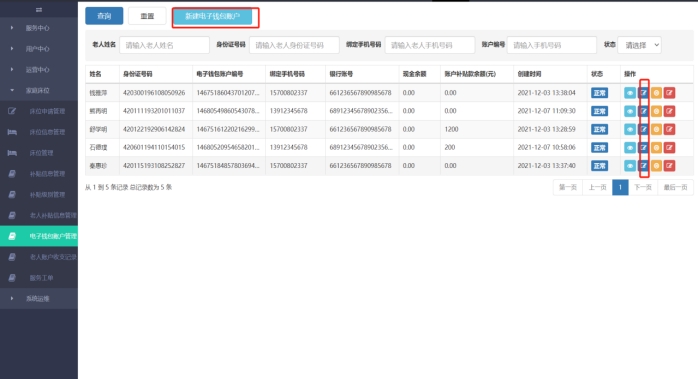 查询 重置 新建电子钱包账户
服务中心
用户中心
运营中心
家庭床位
床位申请管理
床位信息管理
床位管理
补贴信息管理
补贴规则管理
老人补贴信息管理
电子钱包账户管理
老人账户收支记录
服务工单
系统运维
老人姓名 请输入老人姓名 身份证号码 请输入老人身份证号码 绑定手机号码 请输入老人手机号码 账户编号 请输入手机号码 状态 请选择
姓名 身份证号码 电子钱包账户编号 绑定手机号码 银行账号 现金余额 账户补贴款余额(元) 创建时间 状态 操作
钱雅萍 420300196108050926 14675186043701207... 15700802337 6612365678909856​78 0.00 0.00 2021-12-03 13:38:04 正常
熊再明 420111193201011037 14680549860543078... 13912345678 689123456789085678 0.00 0.00 2021-12-07 11:09:30 正常
舒学明 420122192906142824 14675161220216299... 15700802337 661236567890985678 0.00 1200 2021-12-03 13:28:59 正常
石德煌 420601194110154015 14680520954658201... 13912345678 689123456789085678 0.00 200 2021-12-07 10:58:06 正常
秦惠珍 420115193108252827 14675184857803694... 15700802337 661236567890985678 0.00 0.00 2021-12-03 13:37:40 正常
从 1 到 5 条记录 总记录数为 5 条 第一页 上一页 1 下一页 最后一页